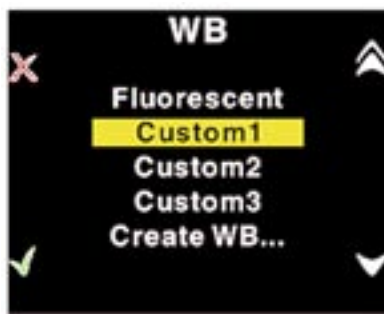 WB
Fluorescent
Custom1
Custom2
Custom3
Create WB...